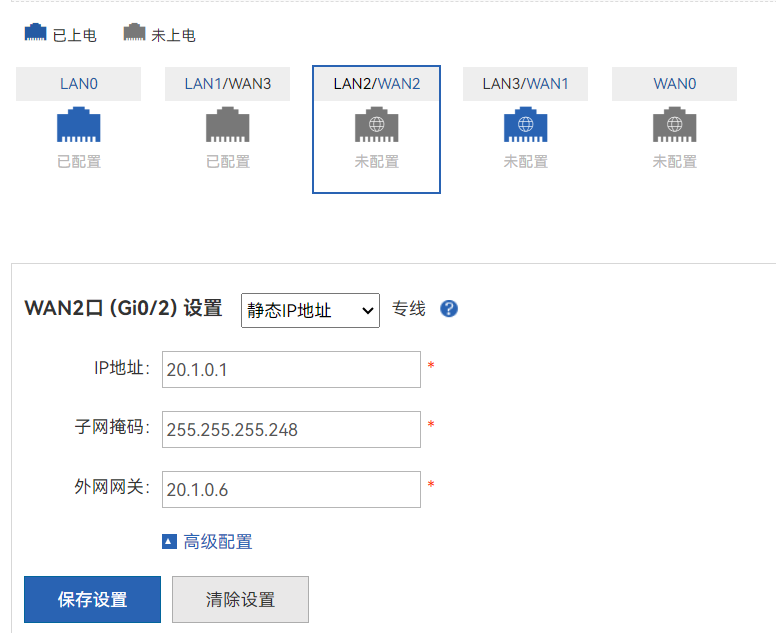 已上电 未上电
LAN0 LAN1/WAN3 LAN2/WAN2 LAN3/WAN1 WAN0
已配置 已配置 未配置 未配置 未配置
WAN2口 (Gi0/2) 设置 静态IP地址 专线 ?
IP地址: 20.1.0.1 *
子网掩码: 255.255.255.248 *
外网网关: 20.1.0.6 *
高级配置
保存设置 清除设置